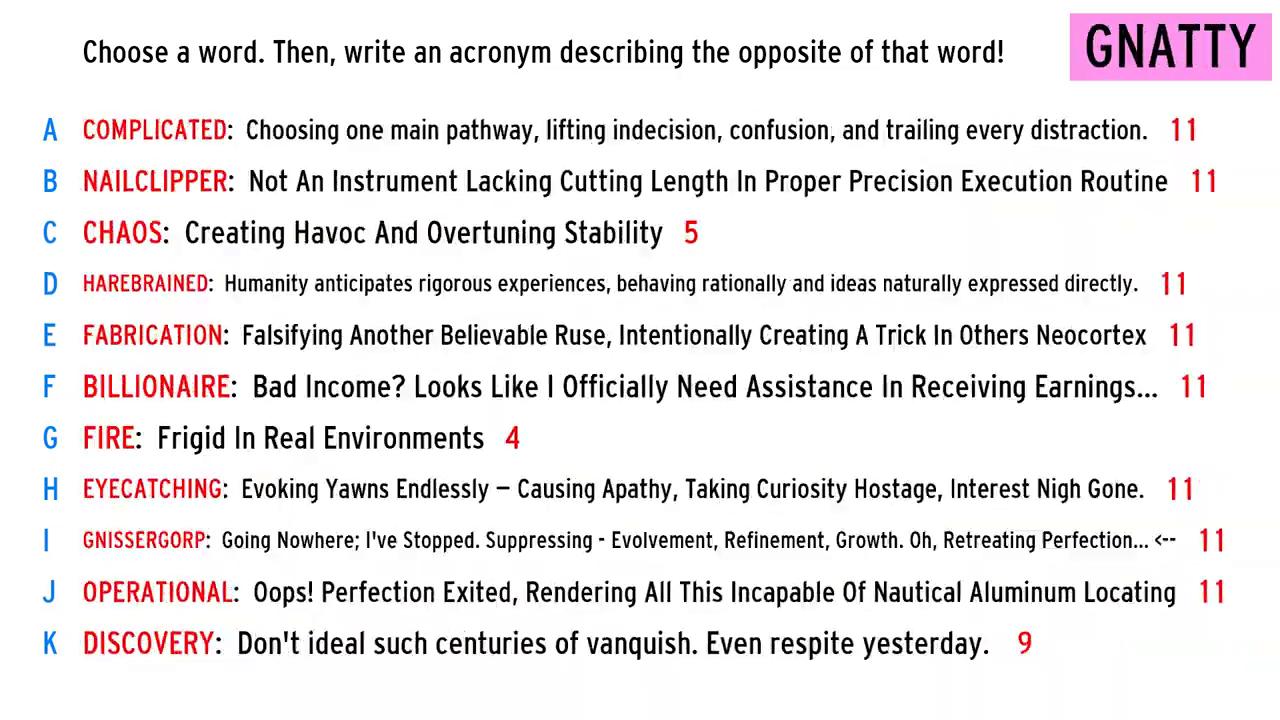 Choose a word. Then, write an acronym describing the opposite of that word!
GNATTY
A COMPLICATED: Choosing one main pathway, lifting indecision, confusion, and trailing every distraction. 11
B NAILCLIPPER: Not An Instrument Lacking Cutting Length In Proper Precision Execution Routine 11
C CHAOS: Creating Havoc And Overtuning Stability 5
D HAREBRAINED: Humanity anticipates rigorous experiences, behaving rationally and ideas naturally expressed directly. 11
E FABRICATION: Falsifying Another Believable Ruse, Intentionally Creating A Trick In Others Neocortex 11
F BILLIONAIRE: Bad Income? Looks Like I Officially Need Assistance In Receiving Earnings... 11
G FIRE: Frigid In Real Environments 4
H EYECATCHING: Evoking Yawns Endlessly – Causing Apathy, Taking Curiosity Hostage, Interest Nigh Gone. 11
I GNISSERGORP: Going Nowhere; I've Stopped. Suppressing - Evolvement, Refinement, Growth. Oh, Retreating Perfection... <-- 11
J OPERATIONAL: Oops! Perfection Exited, Rendering All This Incapable Of Nautical Aluminum Locating 11
K DISCOVERY: Don't ideal such centuries of vanquish. Even respite yesterday. 9